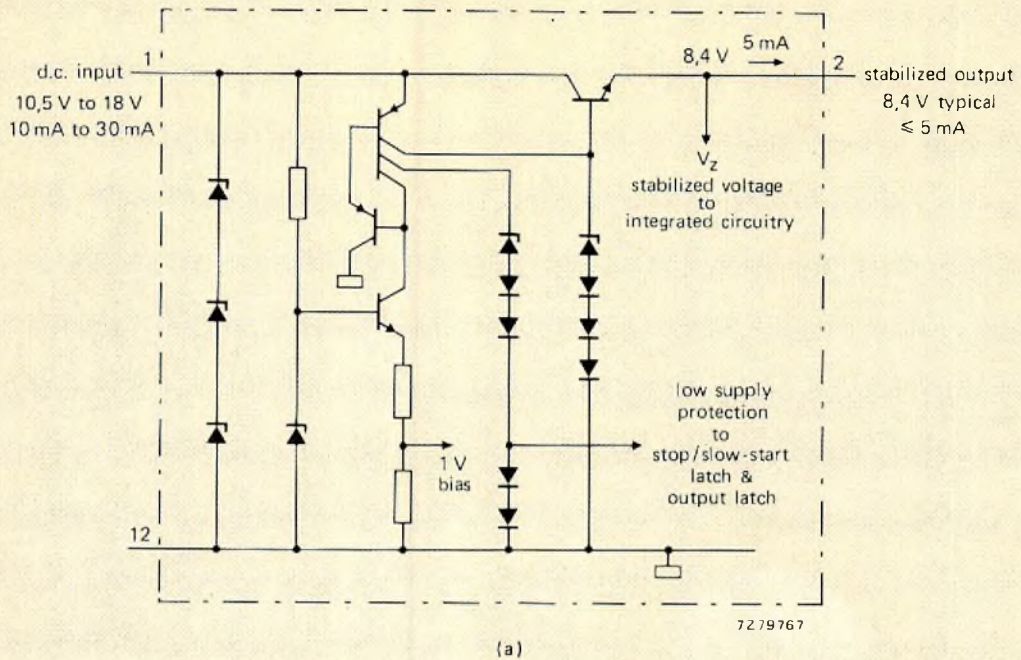 1
d.c. input
10,5 V to 18 V
10 mA to 30 mA
8,4 V
5 mA
2
stabilized output
8,4 V typical
≤ 5 mA
VZ
stabilized voltage
to
integrated circuitry
1 V
bias
low supply
protection
to
stop/slow-start
latch &
output latch
12
7279767
(a)